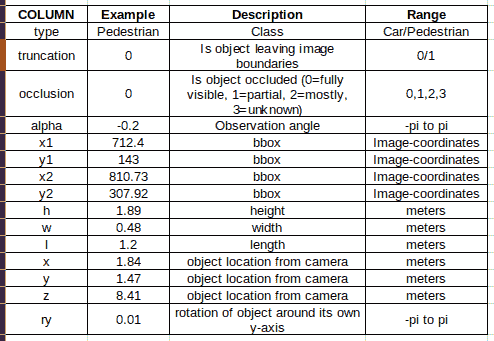 COLUMN Example Description Range
type Pedestrian Class Car/Pedestrian
truncation 0 Is object leaving image boundaries 0/1
occlusion 0 Is object occluded (0=fully visible, 1=partial, 2=mostly, 3=unknown) 0,1,2,3
alpha -0.2 Observation angle -pi to pi
x1 712.4 bbox Image-coordinates
y1 143 bbox Image-coordinates
x2 810.73 bbox Image-coordinates
y2 307.92 bbox Image-coordinates
h 1.89 height meters
w 0.48 width meters
l 1.2 length meters
x 1.84 object location from camera meters
y 1.47 object location from camera meters
z 8.41 object location from camera meters
ry 0.01 rotation of object around its own y-axis -pi to pi